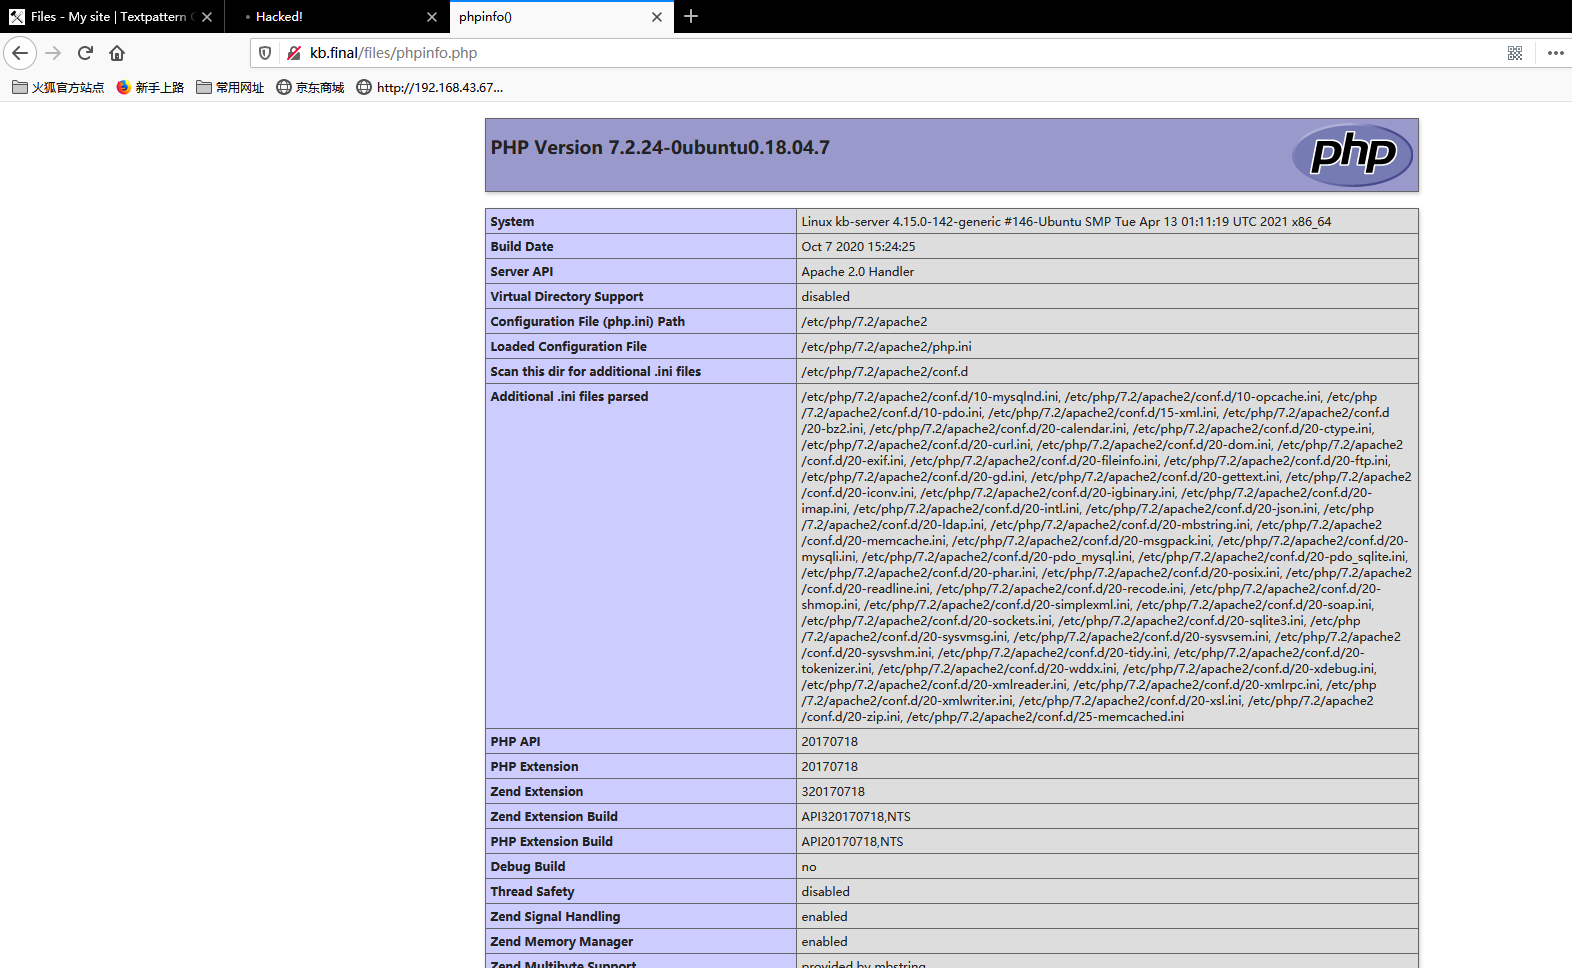 Files - My site | Textpattern
Hacked!
phpinfo()
kb.final/files/phpinfo.php
火狐官方站点
新手上路
常用网址
京东商城
http://192.168.43.67...
PHP Version 7.2.24-0ubuntu0.18.04.7
php
System Linux kb-server 4.15.0-142-generic #146-Ubuntu SMP Tue Apr 13 01:11:19 UTC 2021 x86_64
Build Date Oct 7 2020 15:24:25
Server API Apache 2.0 Handler
Virtual Directory Support disabled
Configuration File (php.ini) Path /etc/php/7.2/apache2
Loaded Configuration File /etc/php/7.2/apache2/php.ini
Scan this dir for additional .ini files /etc/php/7.2/apache2/conf.d
Additional .ini files parsed /etc/php/7.2/apache2/conf.d/10-mysqlnd.ini, /etc/php/7.2/apache2/conf.d/10-opcache.ini, /etc/php
/7.2/apache2/conf.d/10-pdo.ini, /etc/php/7.2/apache2/conf.d/15-xml.ini, /etc/php/7.2/apache2/conf.d
/20-bz2.ini, /etc/php/7.2/apache2/conf.d/20-calendar.ini, /etc/php/7.2/apache2/conf.d/20-ctype.ini,
/etc/php/7.2/apache2/conf.d/20-curl.ini, /etc/php/7.2/apache2/conf.d/20-dom.ini, /etc/php/7.2/apache2
/conf.d/20-exif.ini, /etc/php/7.2/apache2/conf.d/20-fileinfo.ini, /etc/php/7.2/apache2/conf.d/20-ftp.ini,
/etc/php/7.2/apache2/conf.d/20-gd.ini, /etc/php/7.2/apache2/conf.d/20-gettext.ini, /etc/php/7.2/apache2
/conf.d/20-iconv.ini, /etc/php/7.2/apache2/conf.d/20-igbinary.ini, /etc/php/7.2/apache2/conf.d/20-
imap.ini, /etc/php/7.2/apache2/conf.d/20-intl.ini, /etc/php/7.2/apache2/conf.d/20-json.ini, /etc/php
/7.2/apache2/conf.d/20-ldap.ini, /etc/php/7.2/apache2/conf.d/20-mbstring.ini, /etc/php/7.2/apache2
/conf.d/20-memcache.ini, /etc/php/7.2/apache2/conf.d/20-msgpack.ini, /etc/php/7.2/apache2/conf.d/20-
mysqli.ini, /etc/php/7.2/apache2/conf.d/20-pdo_mysql.ini, /etc/php/7.2/apache2/conf.d/20-pdo_sqlite.ini,
/etc/php/7.2/apache2/conf.d/20-phar.ini, /etc/php/7.2/apache2/conf.d/20-posix.ini, /etc/php/7.2/apache2
/conf.d/20-readline.ini, /etc/php/7.2/apache2/conf.d/20-recode.ini, /etc/php/7.2/apache2/conf.d/20-
shmop.ini, /etc/php/7.2/apache2/conf.d/20-simplexml.ini, /etc/php/7.2/apache2/conf.d/20-soap.ini,
/etc/php/7.2/apache2/conf.d/20-sockets.ini, /etc/php/7.2/apache2/conf.d/20-sqlite3.ini, /etc/php
/7.2/apache2/conf.d/20-sysvmsg.ini, /etc/php/7.2/apache2/conf.d/20-sysvsem.ini, /etc/php/7.2/apache2
/conf.d/20-sysvshm.ini, /etc/php/7.2/apache2/conf.d/20-tidy.ini, /etc/php/7.2/apache2/conf.d/20-
tokenizer.ini, /etc/php/7.2/apache2/conf.d/20-wddx.ini, /etc/php/7.2/apache2/conf.d/20-xdebug.ini,
/etc/php/7.2/apache2/conf.d/20-xmlreader.ini, /etc/php/7.2/apache2/conf.d/20-xmlrpc.ini, /etc/php
/7.2/apache2/conf.d/20-xmlwriter.ini, /etc/php/7.2/apache2/conf.d/20-xsl.ini, /etc/php/7.2/apache2
/conf.d/20-zip.ini, /etc/php/7.2/apache2/conf.d/25-memcached.ini
PHP API 20170718
PHP Extension 20170718
Zend Extension 320170718
Zend Extension Build API320170718,NTS
PHP Extension Build API20170718,NTS
Debug Build no
Thread Safety disabled
Zend Signal Handling enabled
Zend Memory Manager enabled
Zend Multibyte Support provided by mbstring